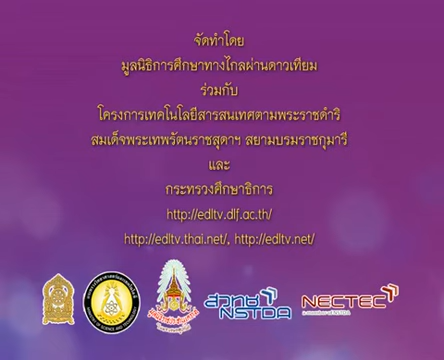 จัดทำโดย
มูลนิธิการศึกษาทางไกลผ่านดาวเทียม
ร่วมกับ
โครงการเทคโนโลยีสารสนเทศตามพระราชดำริ
สมเด็จพระเทพรัตนราชสุดาฯ สยามบรมราชกุมารี
และ
กระทรวงศึกษาธิการ
http://edltv.dlf.ac.th/
http://edltv.thai.net/, http://edltv.net/
สวทช
NSTDA
NECTEC
a member of NSTDA